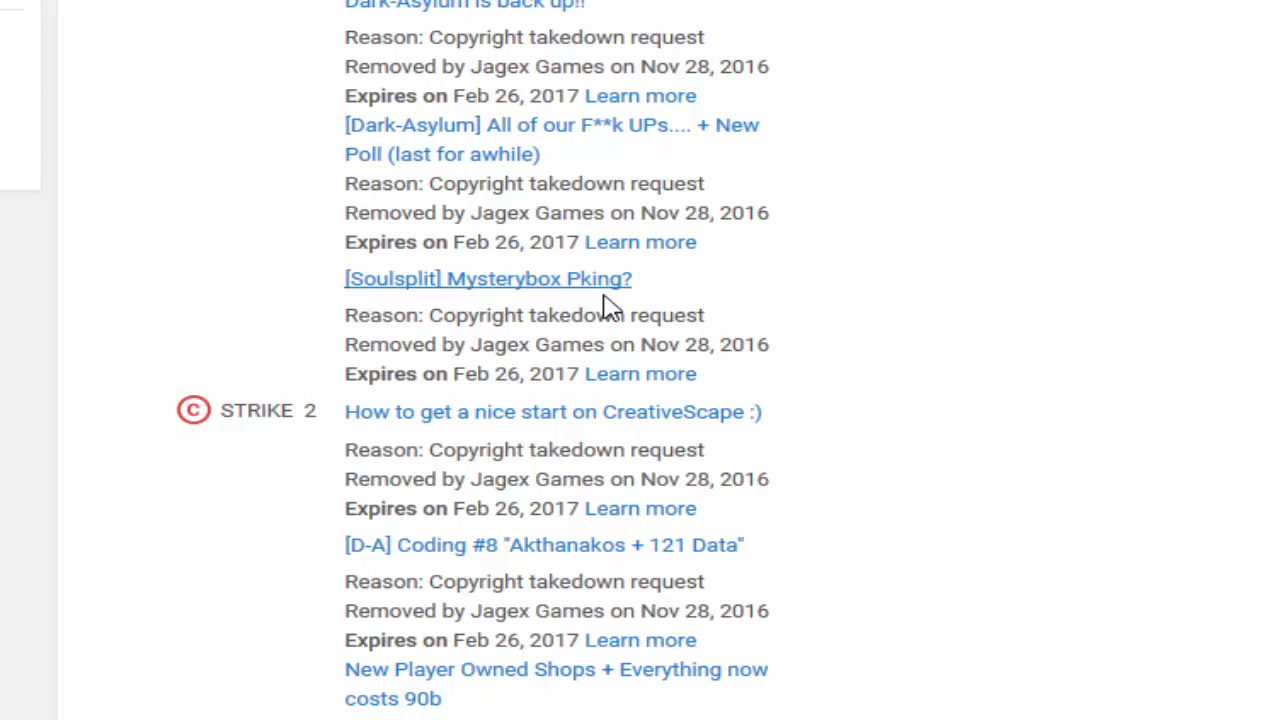 Dark-Asylum is back up!!
Reason: Copyright takedown request
Removed by Jagex Games on Nov 28, 2016
Expires on Feb 26, 2017 Learn more
[Dark-Asylum] All of our F**k UPs.... + New
Poll (last for awhile)
Reason: Copyright takedown request
Removed by Jagex Games on Nov 28, 2016
Expires on Feb 26, 2017 Learn more
[Soulsplit] Mysterybox Pking?
Reason: Copyright takedown request
Removed by Jagex Games on Nov 28, 2016
Expires on Feb 26, 2017 Learn more
C STRIKE 2 How to get a nice start on CreativeScape :)
Reason: Copyright takedown request
Removed by Jagex Games on Nov 28, 2016
Expires on Feb 26, 2017 Learn more
[D-A] Coding #8 "Akthanakos + 121 Data"
Reason: Copyright takedown request
Removed by Jagex Games on Nov 28, 2016
Expires on Feb 26, 2017 Learn more
New Player Owned Shops + Everything now
costs 90b